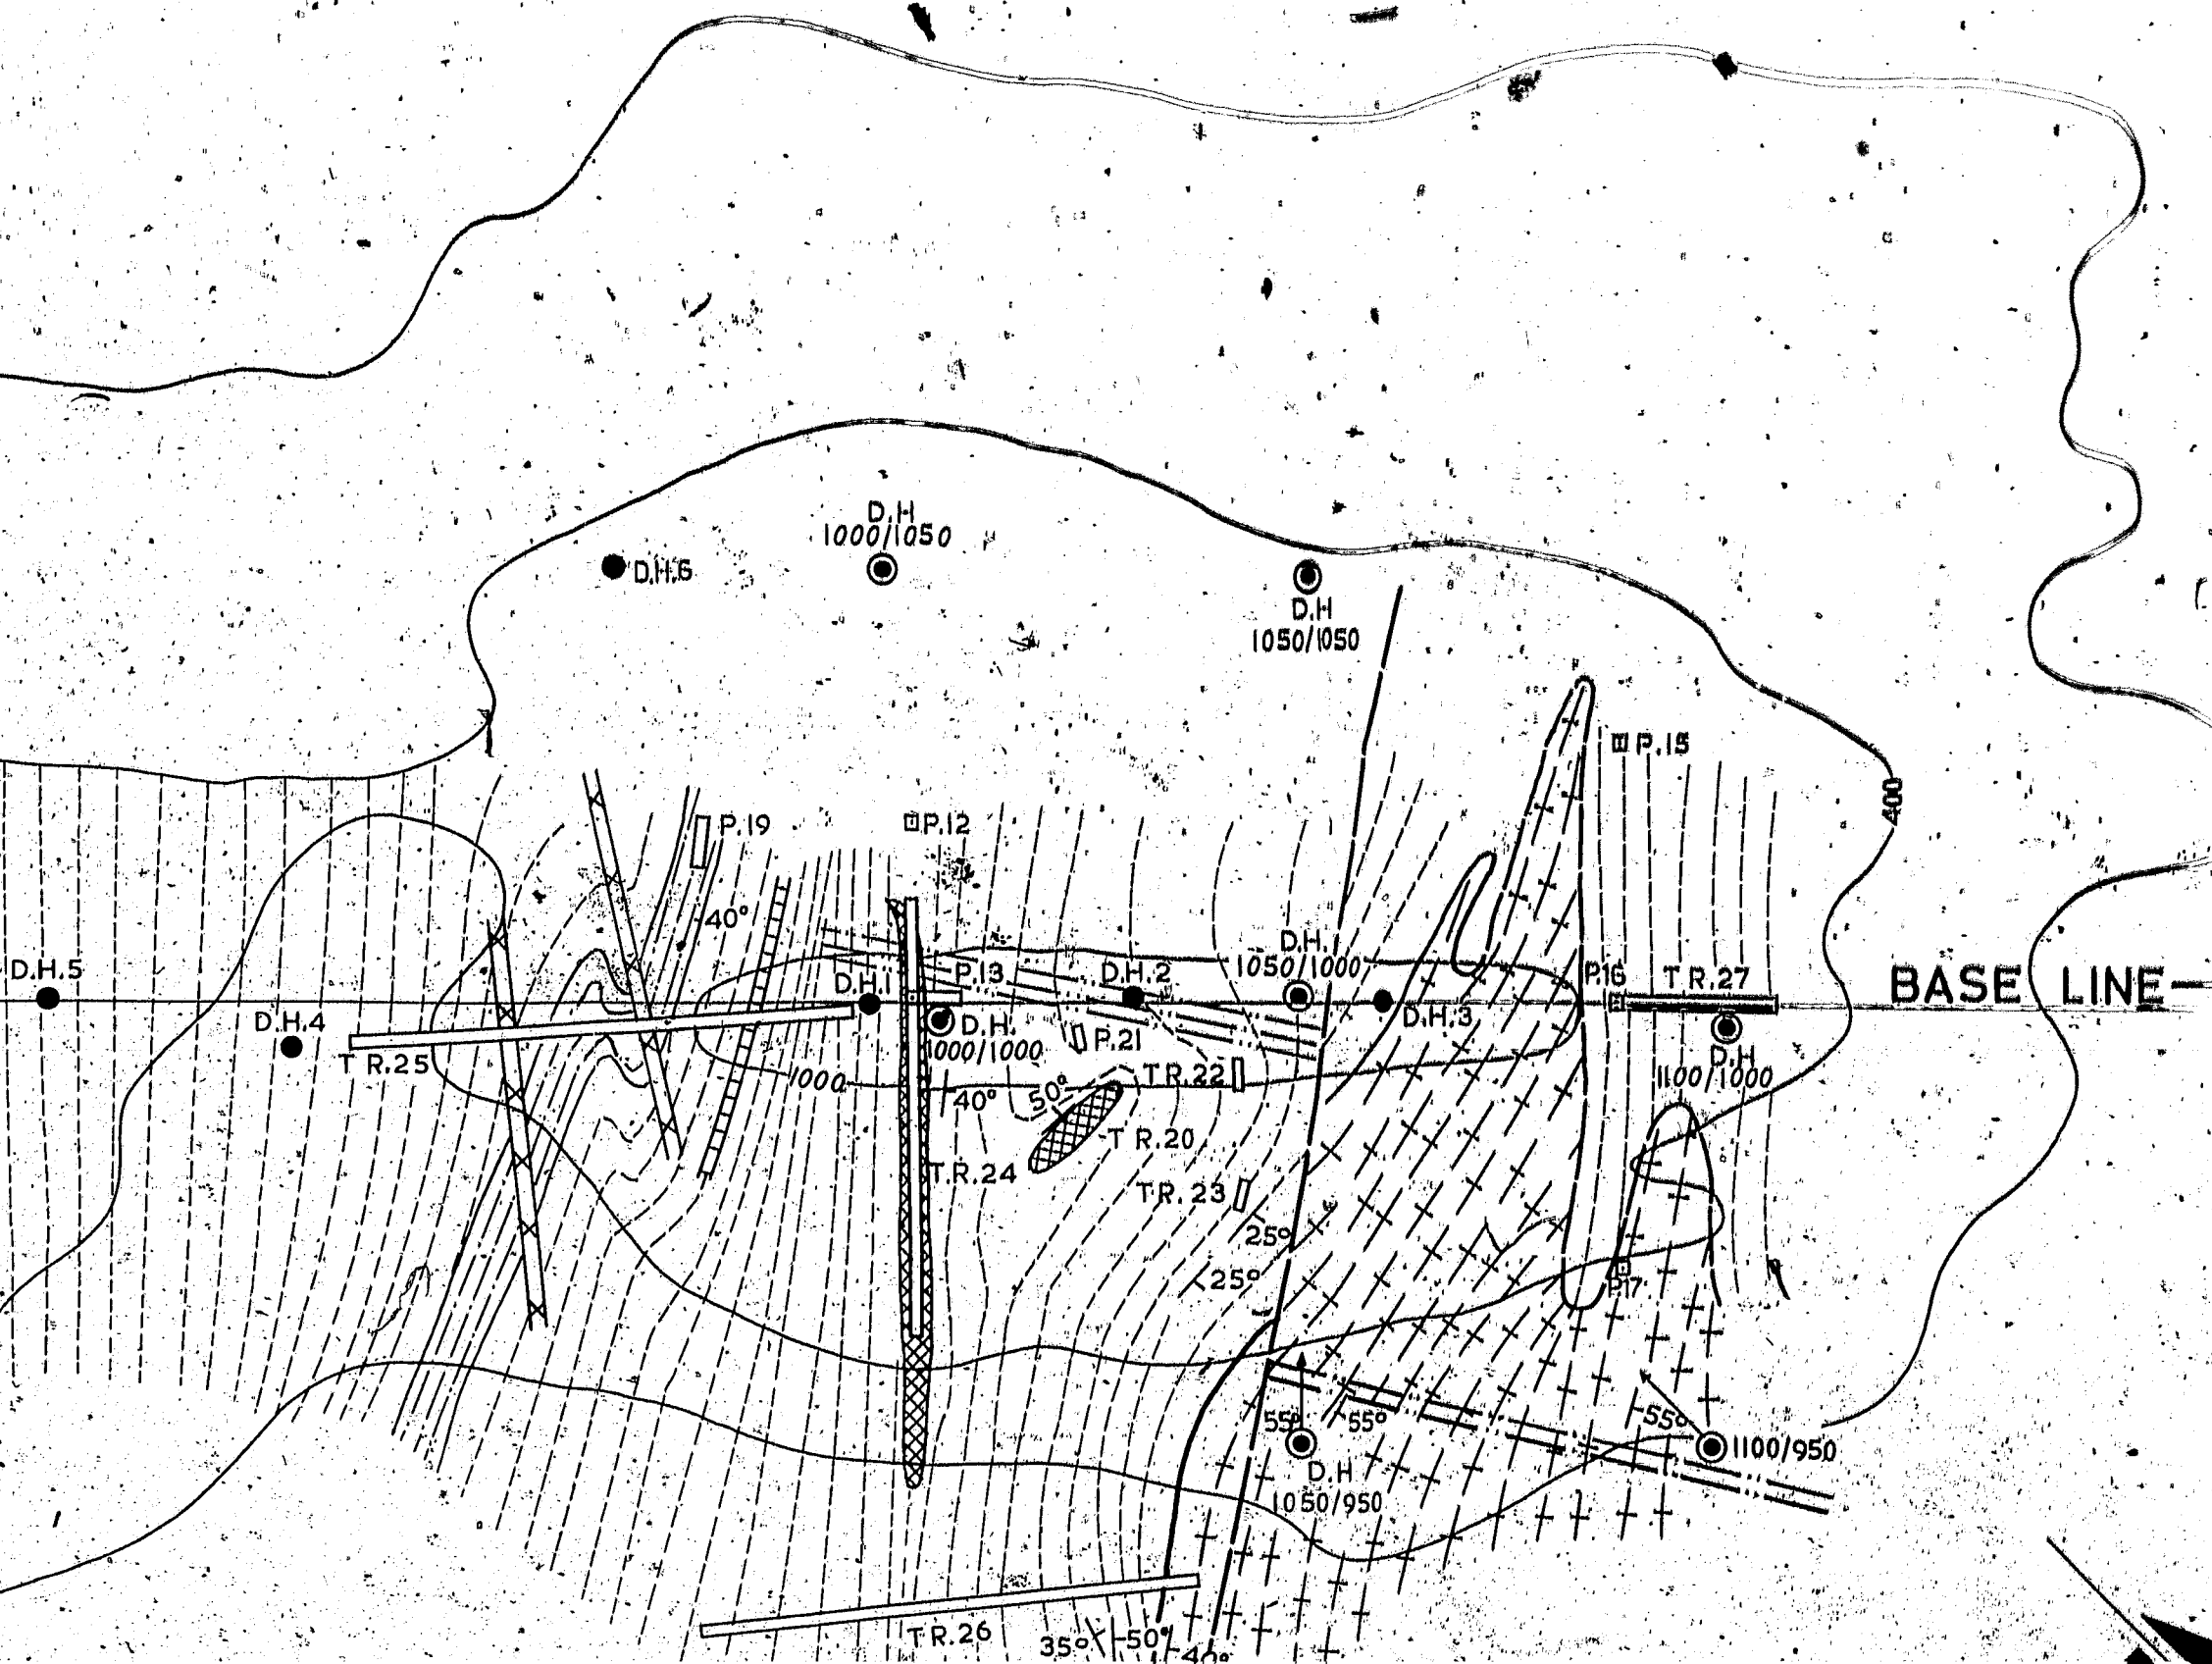 D.H
1000/1050
D.H.6
D.H
1050/1050
P.15
400
P.19
P.12
40°
D.H.5
D.H.4
T R.25
D.H.1
P.13
D.H.2
D.H.
1050/1000
D.H.3
P.16
T R.27
BASE LINE
D.H.
1000/1000
P.21
D.H
1100/1000
1000
40°
50°
T R.22
T R.20
T.R.24
T R.23
25°
25°
P17
55°
55°
55°
D.H
1050/950
1100/950
T R.26
35°
50°
40°